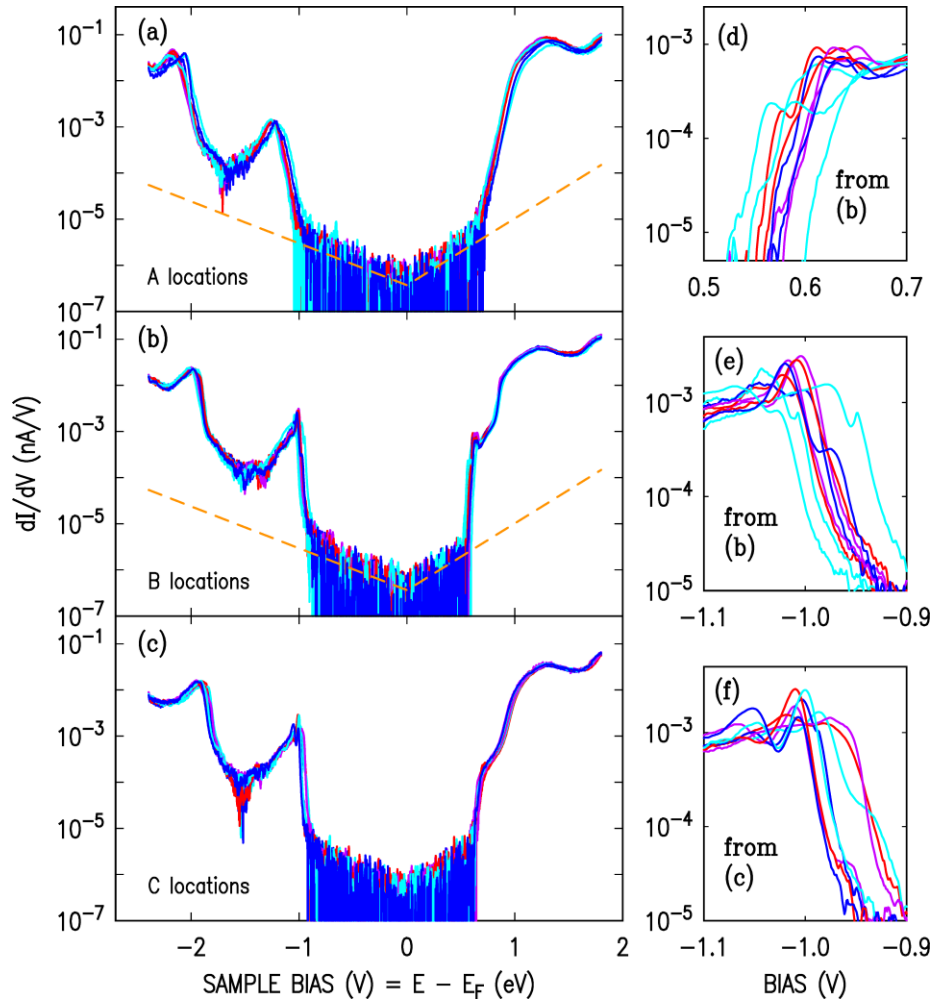 (a)
10⁻¹
10⁻³
10⁻⁵
10⁻⁷
A locations
(b)
10⁻¹
10⁻³
10⁻⁵
10⁻⁷
B locations
(c)
10⁻¹
10⁻³
10⁻⁵
10⁻⁷
C locations
dI/dV (nA/V)
−2 −1 0 1 2
SAMPLE BIAS (V) = E − E_F (eV)
(d)
10⁻³
10⁻⁴
10⁻⁵
from
(b)
0.5 0.6 0.7
(e)
10⁻³
10⁻⁴
10⁻⁵
from
(b)
−1.1 −1.0 −0.9
(f)
10⁻³
10⁻⁴
10⁻⁵
from
(c)
−1.1 −1.0 −0.9
BIAS (V)